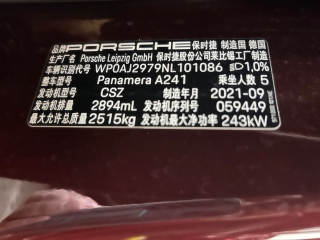 品牌 PORSCHE 保时捷 制造国 德国
生产厂名 Porsche Leipzig GmbH 保时捷股份公司莱比锡工厂制造
车辆识别代号 WP0AJ2979NL101086 1,0%
整车型号 Panamera A241 乘坐人数 5
发动机型号 CSZ 制造年月 2021-09
发动机排量 2894mL 发动机序列号 059449
最大允许总质量 2515kg 发动机最大净功率 243kW